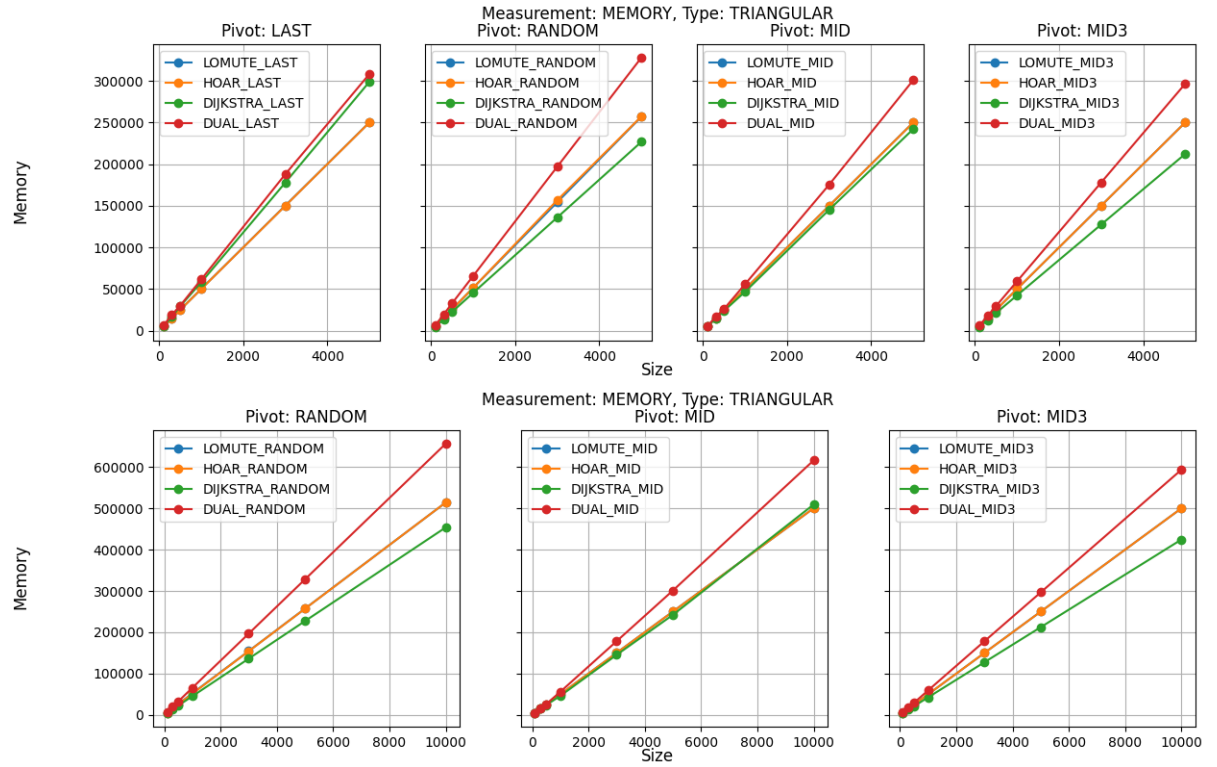 Measurement: MEMORY, Type: TRIANGULAR
Pivot: LAST
Pivot: RANDOM
Pivot: MID
Pivot: MID3
LOMUTE_LAST
HOAR_LAST
DIJKSTRA_LAST
DUAL_LAST
LOMUTE_RANDOM
HOAR_RANDOM
DIJKSTRA_RANDOM
DUAL_RANDOM
LOMUTE_MID
HOAR_MID
DIJKSTRA_MID
DUAL_MID
LOMUTE_MID3
HOAR_MID3
DIJKSTRA_MID3
DUAL_MID3
Memory
300000
250000
200000
150000
100000
50000
0
0 2000 4000
0 2000 4000
0 2000 4000
0 2000 4000
Size
Measurement: MEMORY, Type: TRIANGULAR
Pivot: RANDOM
Pivot: MID
Pivot: MID3
LOMUTE_RANDOM
HOAR_RANDOM
DIJKSTRA_RANDOM
DUAL_RANDOM
LOMUTE_MID
HOAR_MID
DIJKSTRA_MID
DUAL_MID
LOMUTE_MID3
HOAR_MID3
DIJKSTRA_MID3
DUAL_MID3
Memory
600000
500000
400000
300000
200000
100000
0
0 2000 4000 6000 8000 10000
0 2000 4000 6000 8000 10000
0 2000 4000 6000 8000 10000
Size